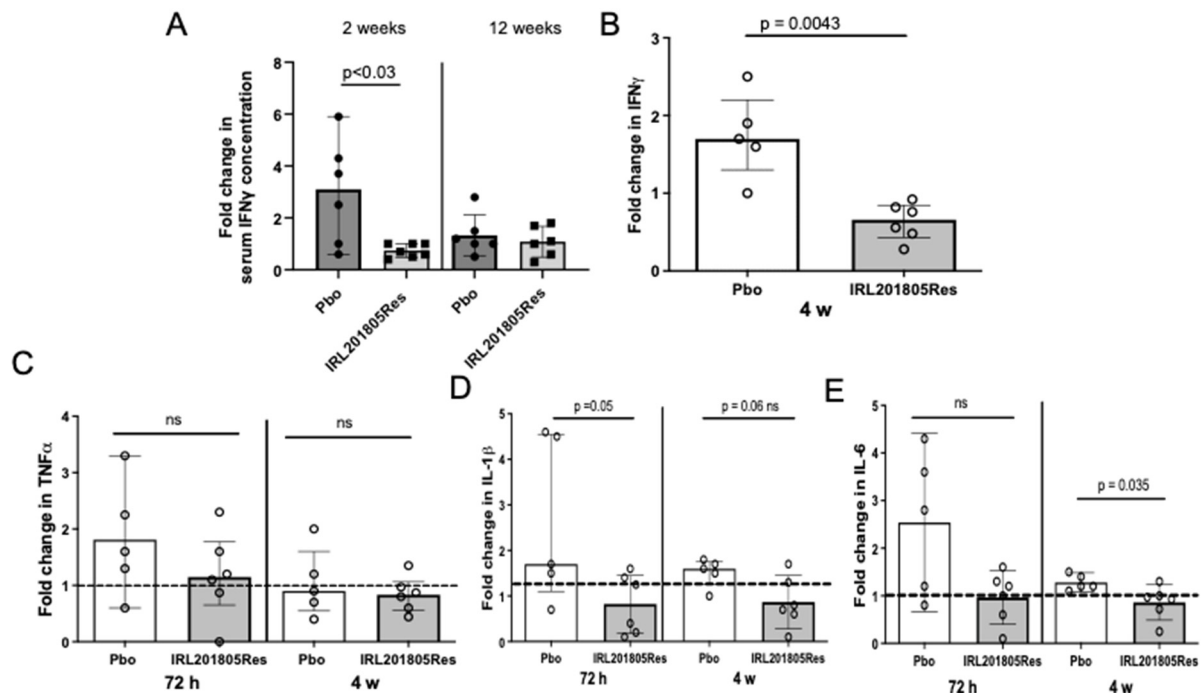 A
2 weeks
12 weeks
Fold change in
serum IFNγ concentration
8
6
4
2
0
p<0.03
Pbo
IRL201805Res
Pbo
IRL201805Res
B
p = 0.0043
Fold change in IFNγ
3
2
1
0
Pbo
IRL201805Res
4 w
C
Fold change in TNFα
4
3
2
1
0
ns
ns
Pbo
IRL201805Res
Pbo
IRL201805Res
72 h
4 w
D
Fold change in IL-1β
5
4
3
2
1
0
p =0.05
p = 0.06 ns
Pbo
IRL201805Res
Pbo
IRL201805Res
72 h
4 w
E
Fold change in IL-6
5
4
3
2
1
0
ns
p = 0.035
Pbo
IRL201805Res
Pbo
IRL201805Res
72 h
4 w